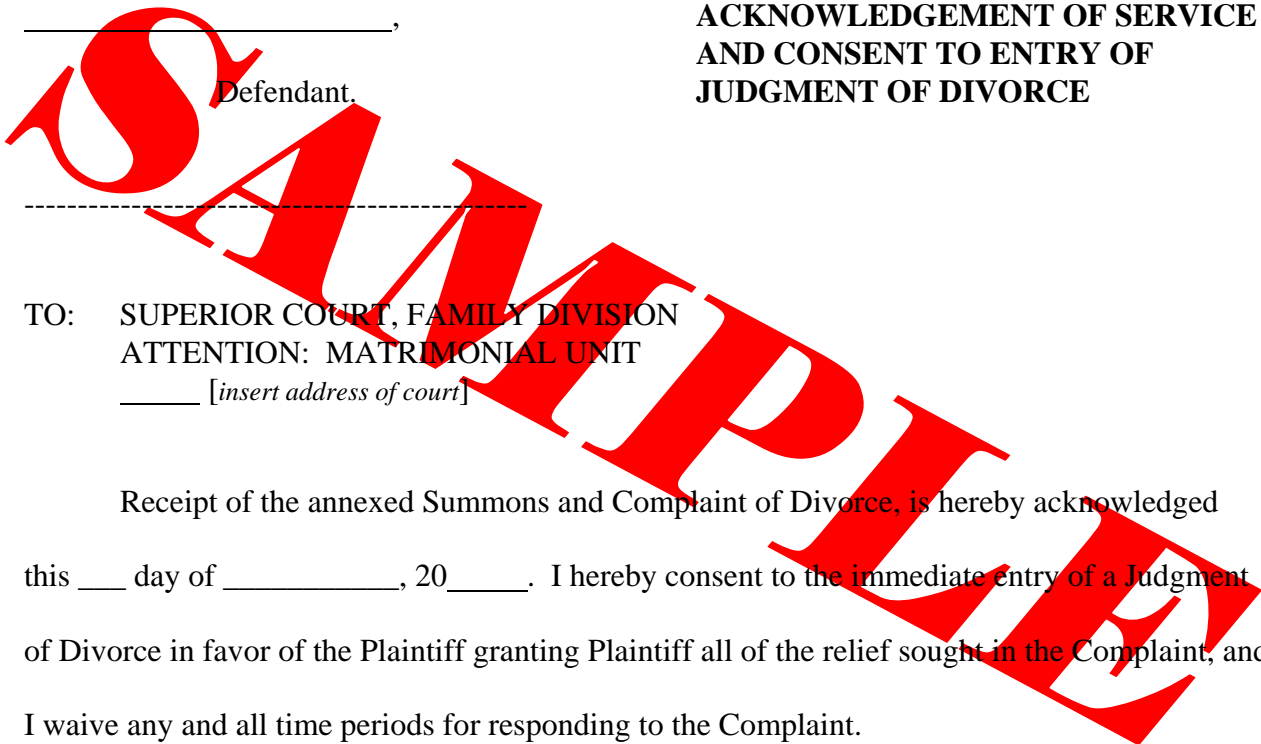 ____________________, ACKNOWLEDGEMENT OF SERVICE
AND CONSENT TO ENTRY OF
Defendant. JUDGMENT OF DIVORCE
-----------------------------------------------
TO: SUPERIOR COURT, FAMILY DIVISION
ATTENTION: MATRIMONIAL UNIT
_____ [insert address of court]
Receipt of the annexed Summons and Complaint of Divorce, is hereby acknowledged
this ___ day of ___________, 20_____. I hereby consent to the immediate entry of a Judgment
of Divorce in favor of the Plaintiff granting Plaintiff all of the relief sought in the Complaint, and
I waive any and all time periods for responding to the Complaint.
SAMPLE